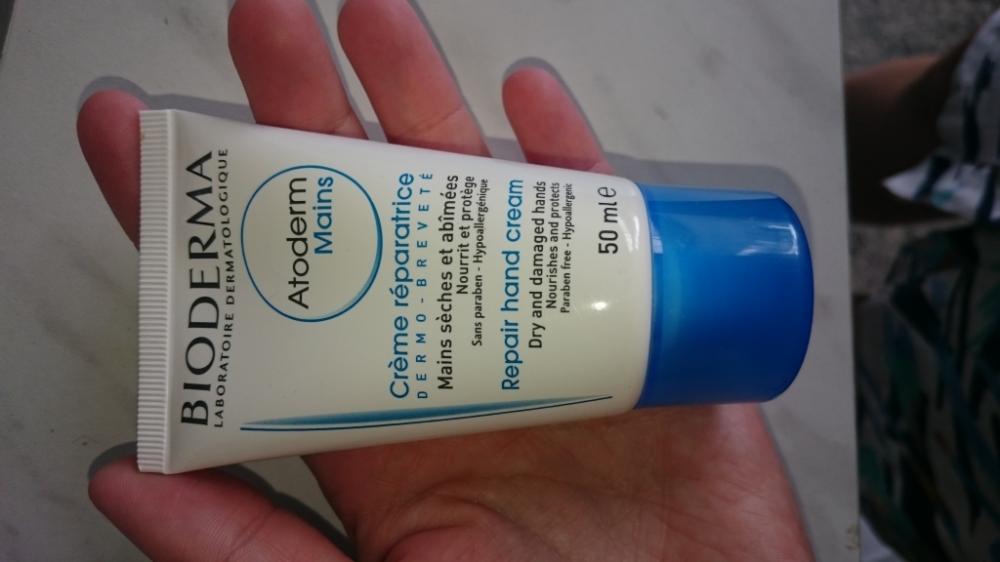 BIODERMA
LABORATOIRE DERMATOLOGIQUE
Atoderm
Mains
Crème réparatrice
DERMO-BREVETÉ
Mains sèches et abîmées
Nourrit et protège
Sans paraben - Hypoallergénique
Repair hand cream
Dry and damaged hands
Nourishes and protects
Paraben free - Hypoallergenic
50 ml e